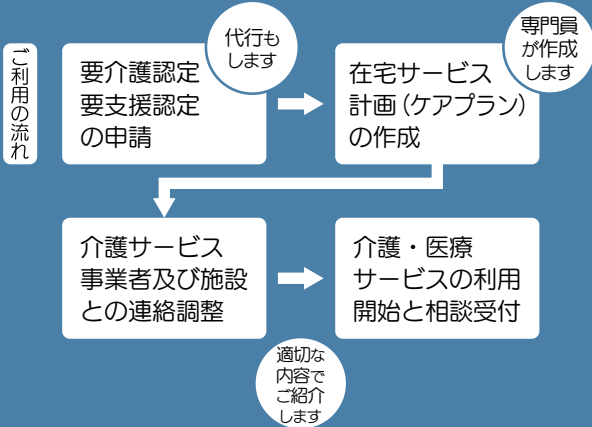 ご利用の流れ
要介護認定
要支援認定
の申請
代行も
します
在宅サービス
計画(ケアプラン)
の作成
専門員
が作成
します
介護サービス
事業者及び施設
との連絡調整
適切な
内容で
ご紹介
します
介護・医療
サービスの利用
開始と相談受付